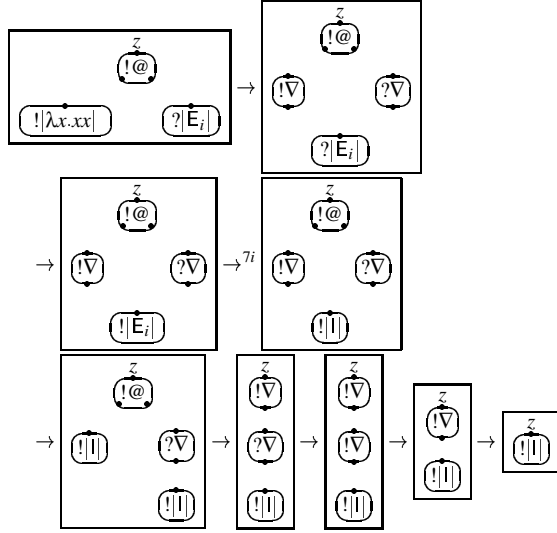 z z
!@ !@
→ !∇ ?∇
!|λx.xx| ?|E_i|
?|E_i|
z z
!@ !@
→ !∇ ?∇ →^{7i} !∇ ?∇
!|E_i| !|I|
z z z z
!@ !∇ !∇ !∇ z
→ !|I| ?∇ → ?∇ → !∇ → → !|I|
!|I| !|I| !|I| !|I|